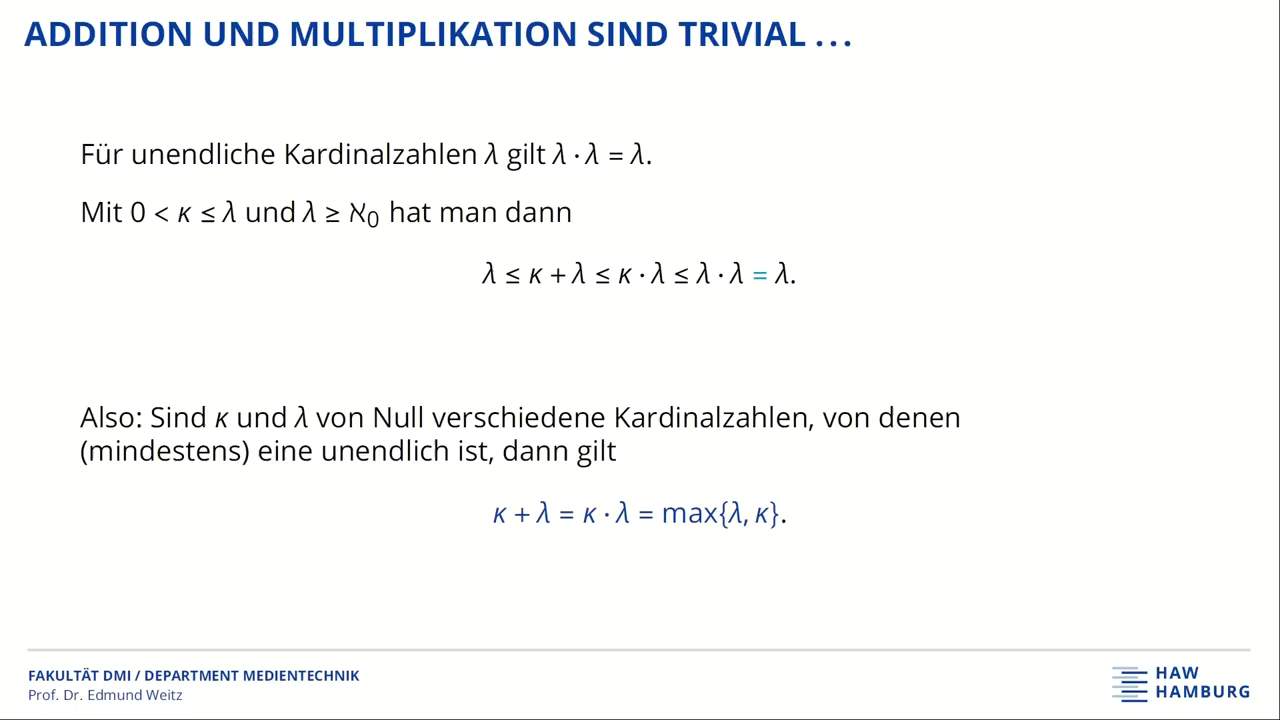 ADDITION UND MULTIPLIKATION SIND TRIVIAL ...
Für unendliche Kardinalzahlen λ gilt λ · λ = λ.
Mit 0 < κ ≤ λ und λ ≥ ℵ₀ hat man dann
λ ≤ κ + λ ≤ κ · λ ≤ λ · λ = λ.
Also: Sind κ und λ von Null verschiedene Kardinalzahlen, von denen
(mindestens) eine unendlich ist, dann gilt
κ + λ = κ · λ = max{λ, κ}.
FAKULTÄT DMI / DEPARTMENT MEDIENTECHNIK
Prof. Dr. Edmund Weitz
HAW
HAMBURG